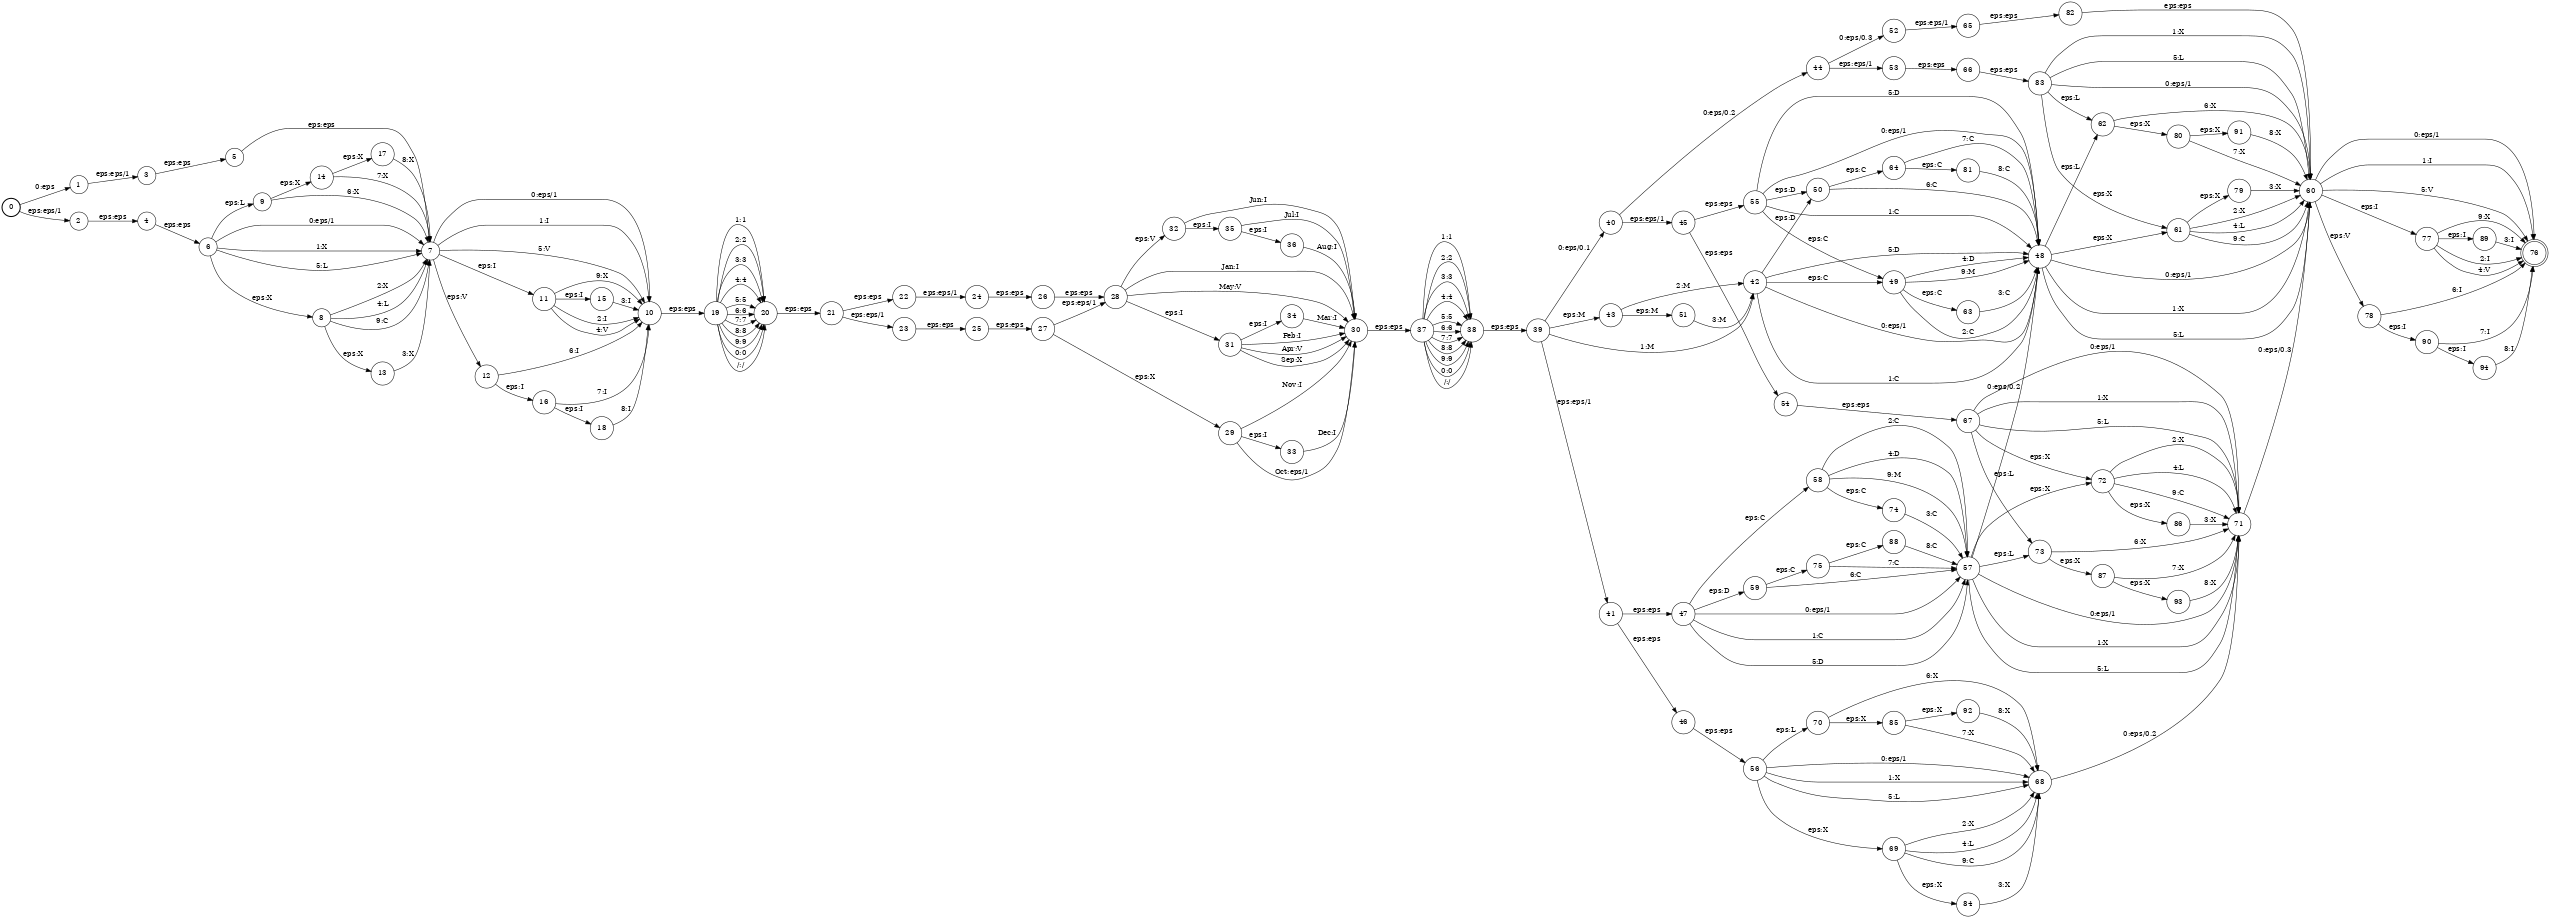 0
0:eps
eps:eps/1
1
2
eps:eps/1
eps:eps
3
4
eps:eps
eps:eps
5
6
eps:eps
eps:L
0:eps/1
1:X
5:L
eps:X
9
8
eps:X
6:X
14
eps:X
7:X
17
8:X
2:X
4:L
9:C
eps:X
13
3:X
7
0:eps/1
1:I
5:V
eps:I
eps:V
11
9:X
eps:I
2:I
4:V
15
3:I
12
6:I
eps:I
16
7:I
eps:I
18
8:I
10
eps:eps
19
1:1
2:2
3:3
4:4
5:5
6:6
7:7
8:8
9:9
0:0
/:/
20
eps:eps
21
eps:eps
eps:eps/1
22
23
eps:eps/1
eps:eps
24
25
eps:eps
eps:eps
26
27
eps:eps
eps:eps/1
eps:X
28
29
eps:V
Jan:I
May:V
eps:I
32
Jun:I
eps:I
35
Jul:I
eps:I
36
Aug:I
31
eps:I
Feb:I
Apr:V
Sep:X
34
Mar:I
Nov:I
eps:I
Oct:eps/1
33
Dec:I
30
eps:eps
37
1:1
2:2
3:3
4:4
5:5
6:6
7:7
8:8
9:9
0:0
/:/
38
eps:eps
39
0:eps/0.1
eps:M
1:M
eps:eps/1
40
0:eps/0.2
eps:eps/1
43
2:M
eps:M
51
3:M
41
eps:eps
eps:eps
44
0:eps/0.3
eps:eps/1
52
eps:eps/1
65
eps:eps
82
eps:eps
53
eps:eps
66
eps:eps
83
1:X
5:L
0:eps/1
eps:L
eps:X
45
eps:eps
eps:eps
55
5:D
0:eps/1
eps:D
1:C
eps:C
42
eps:D
5:D
eps:C
0:eps/1
1:C
50
eps:C
6:C
64
7:C
eps:C
81
8:C
49
4:D
9:M
eps:C
2:C
63
3:C
48
eps:L
eps:X
0:eps/1
1:X
5:L
62
6:X
eps:X
80
eps:X
7:X
91
8:X
61
eps:X
2:X
4:L
9:C
79
3:X
60
0:eps/1
1:I
5:V
eps:I
eps:V
77
9:X
eps:I
2:I
4:V
89
3:I
78
6:I
eps:I
90
7:I
eps:I
94
8:I
76
54
eps:eps
67
0:eps/1
1:X
5:L
eps:X
eps:L
47
eps:C
eps:D
0:eps/1
1:C
5:D
58
2:C
4:D
9:M
eps:C
74
3:C
59
eps:C
6:C
75
eps:C
7:C
88
8:C
57
0:eps/0.2
eps:X
eps:L
0:eps/1
1:X
5:L
72
2:X
4:L
9:C
eps:X
86
3:X
73
6:X
eps:X
87
7:X
eps:X
93
8:X
71
0:eps/0.3
46
eps:eps
56
eps:L
0:eps/1
1:X
5:L
eps:X
70
6:X
eps:X
85
eps:X
7:X
92
8:X
69
2:X
4:L
9:C
eps:X
84
3:X
68
0:eps/0.2